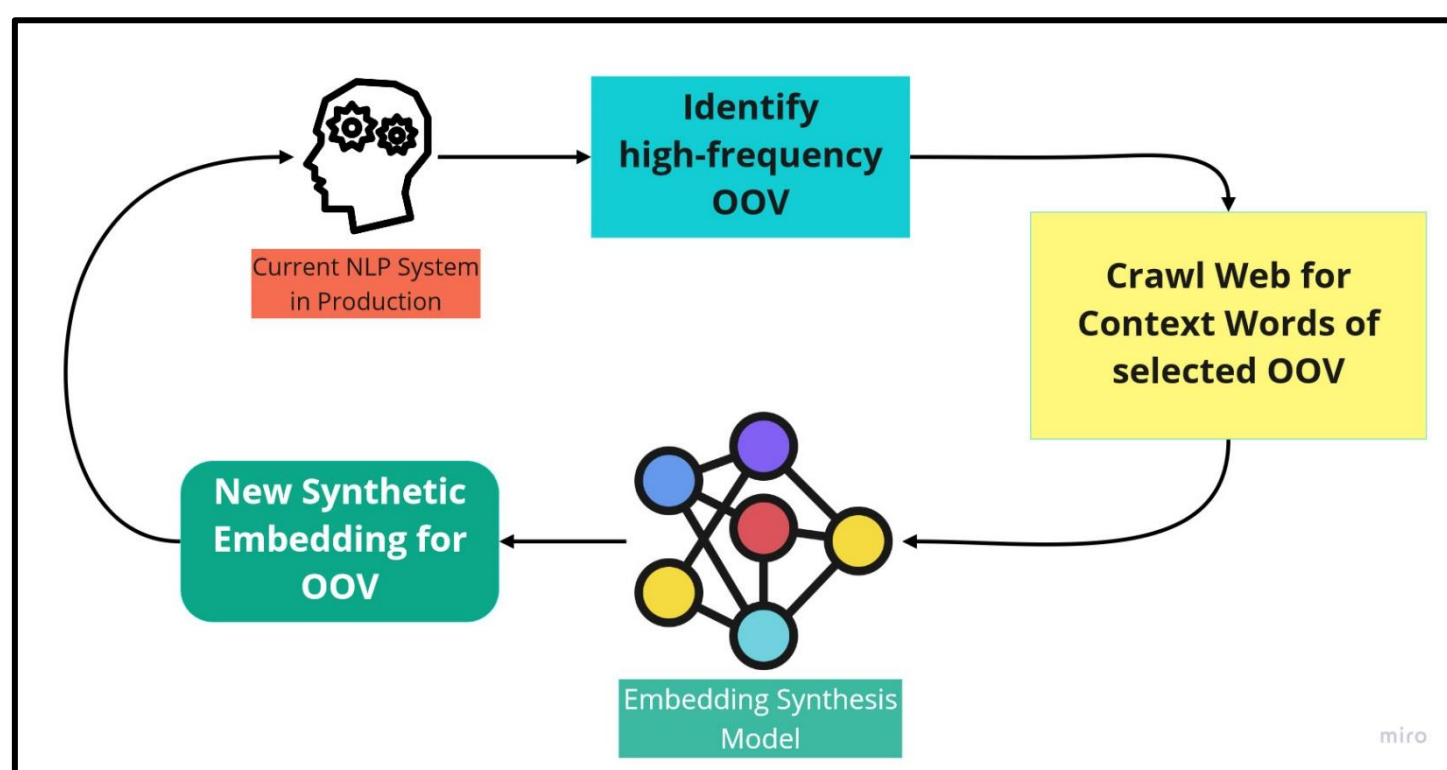 Identify
high-frequency
OOV
Current NLP System
in Production
Crawl Web for
Context Words of
selected OOV
New Synthetic
Embedding for
OOV
Embedding Synthesis
Model
miro